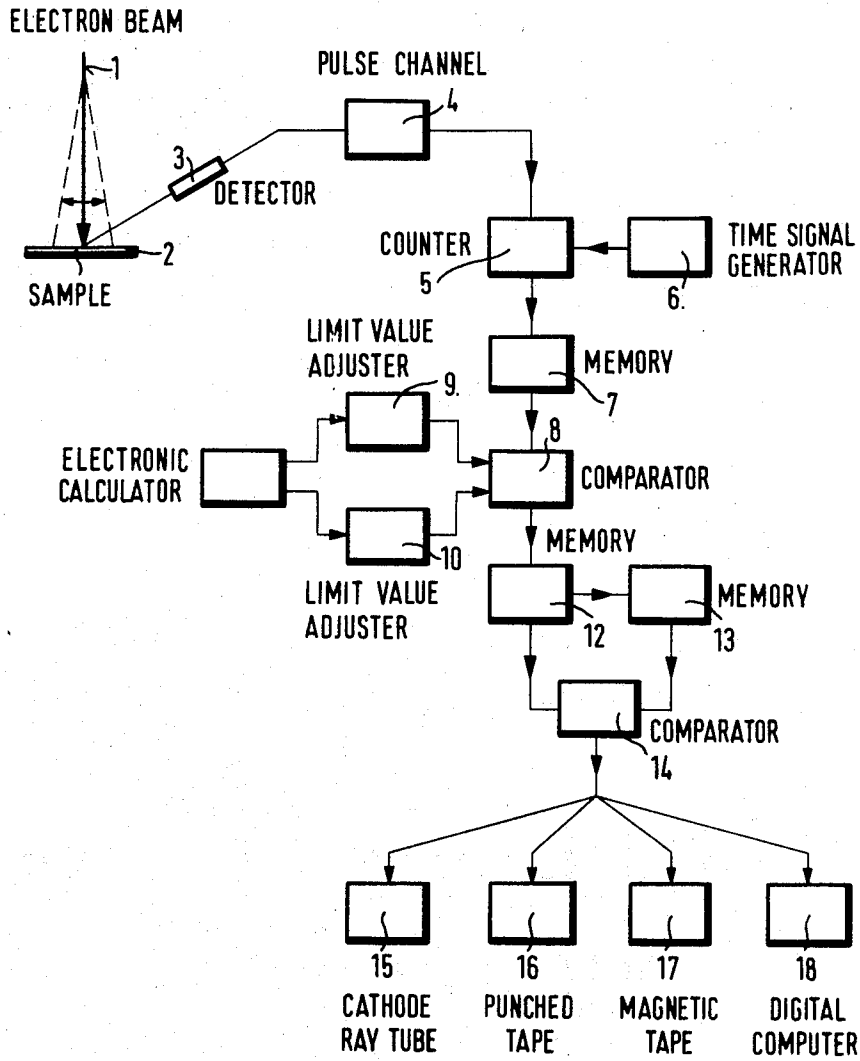 ELECTRON BEAM
1
PULSE CHANNEL
4
3
DETECTOR
2
SAMPLE
COUNTER
5
6.
TIME SIGNAL
GENERATOR
LIMIT VALUE
ADJUSTER
9.
MEMORY
7
ELECTRONIC
CALCULATOR
8
COMPARATOR
10
LIMIT VALUE
ADJUSTER
MEMORY
12
MEMORY
13
COMPARATOR
14
15
16
17
18
CATHODE
RAY TUBE
PUNCHED
TAPE
MAGNETIC
TAPE
DIGITAL
COMPUTER